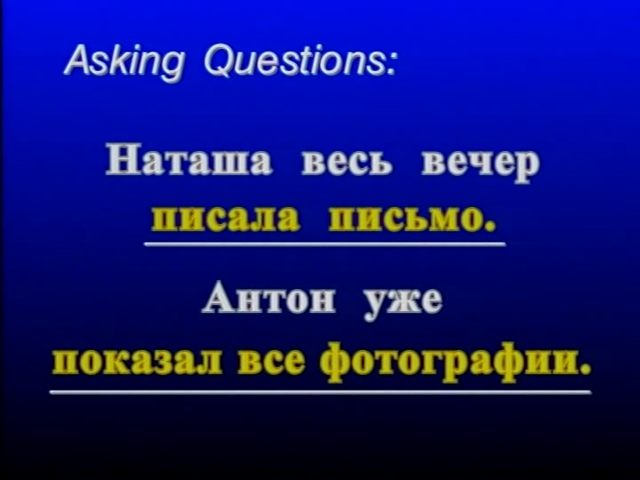 Asking Questions:
Наташа весь вечер
писала письмо.
Антон уже
показал все фотографии.